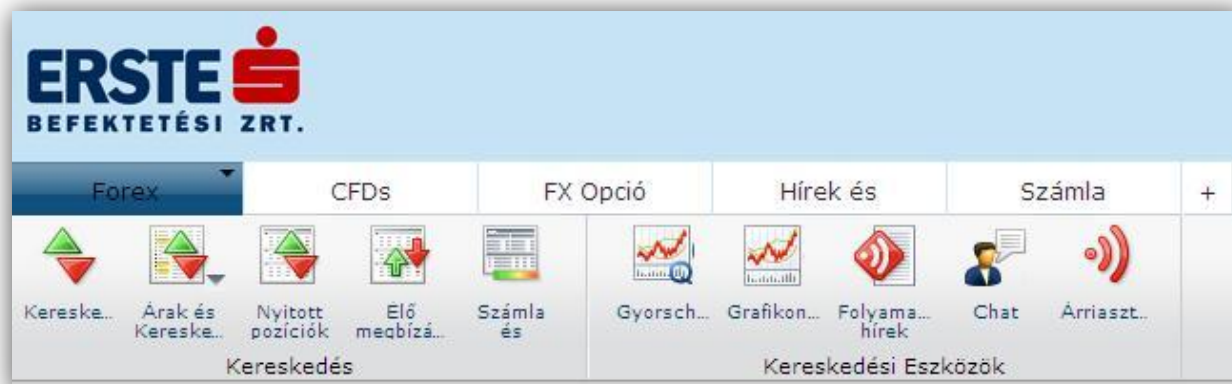 ERSTE
BEFEKTETÉSI ZRT.
Forex CFDs FX Opció Hírek és Számla +
Kereske... Árak és Nyitott Élő Számla Gyorsch... Grafikon... Folyama... Chat Árriaszt...
Kereske... pozíciók megbízá... és hírek
Kereskedés Kereskedési Eszközök